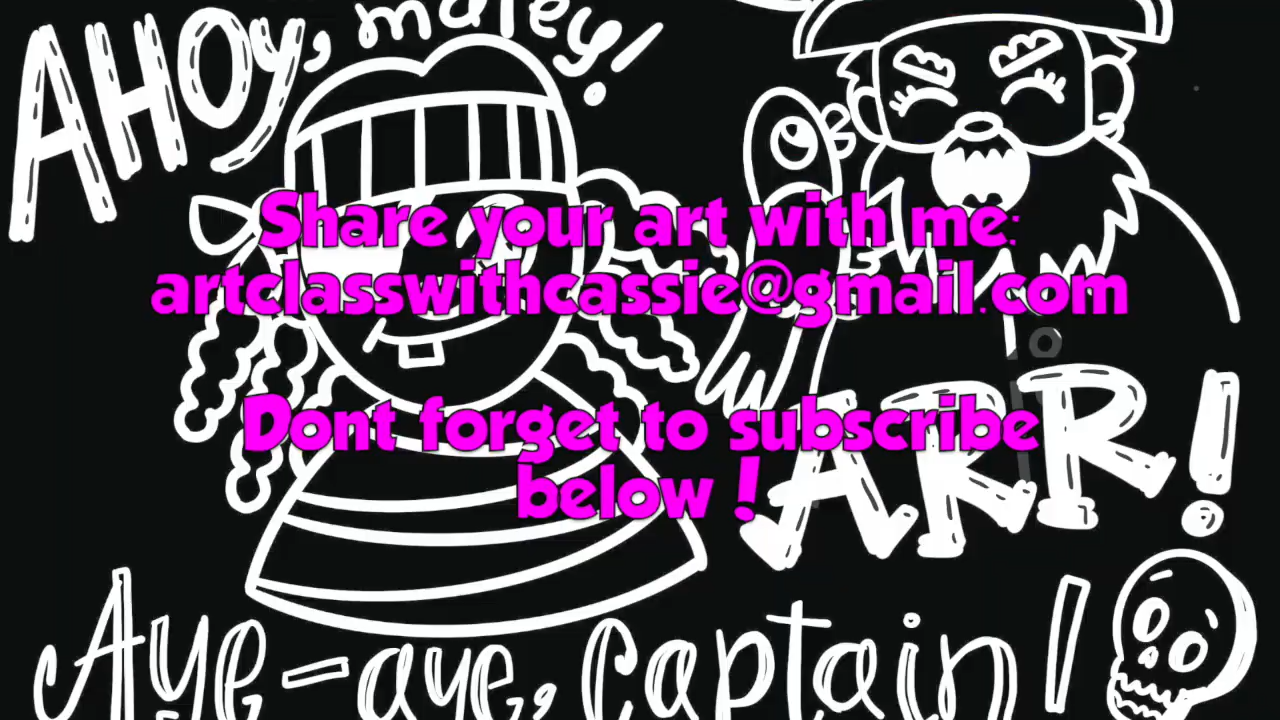 AHOy, matey!
Share your art with me:
artclasswithcassie@gmail.com
Dont forget to subscribe
below!
ARR!
Aye-aye, captain!